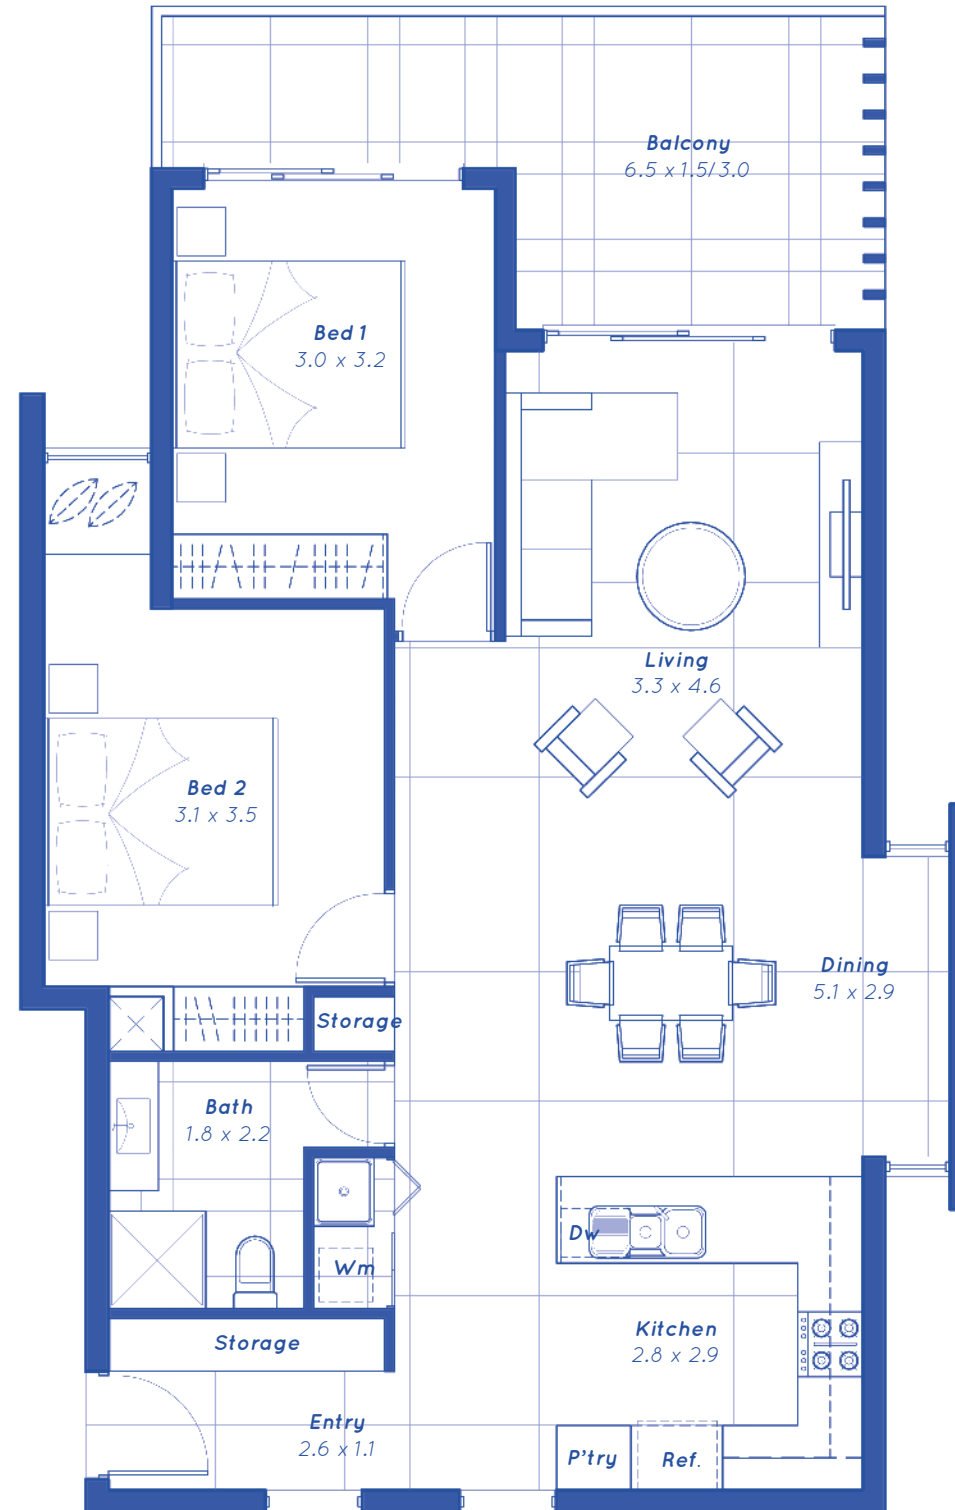 Balcony
6.5 x 1.5/3.0
Bed 1
3.0 x 3.2
Living
3.3 x 4.6
Bed 2
3.1 x 3.5
Dining
5.1 x 2.9
Storage
Bath
1.8 x 2.2
Dw
Wm
Kitchen
2.8 x 2.9
Storage
Entry
2.6 x 1.1
P'try
Ref.